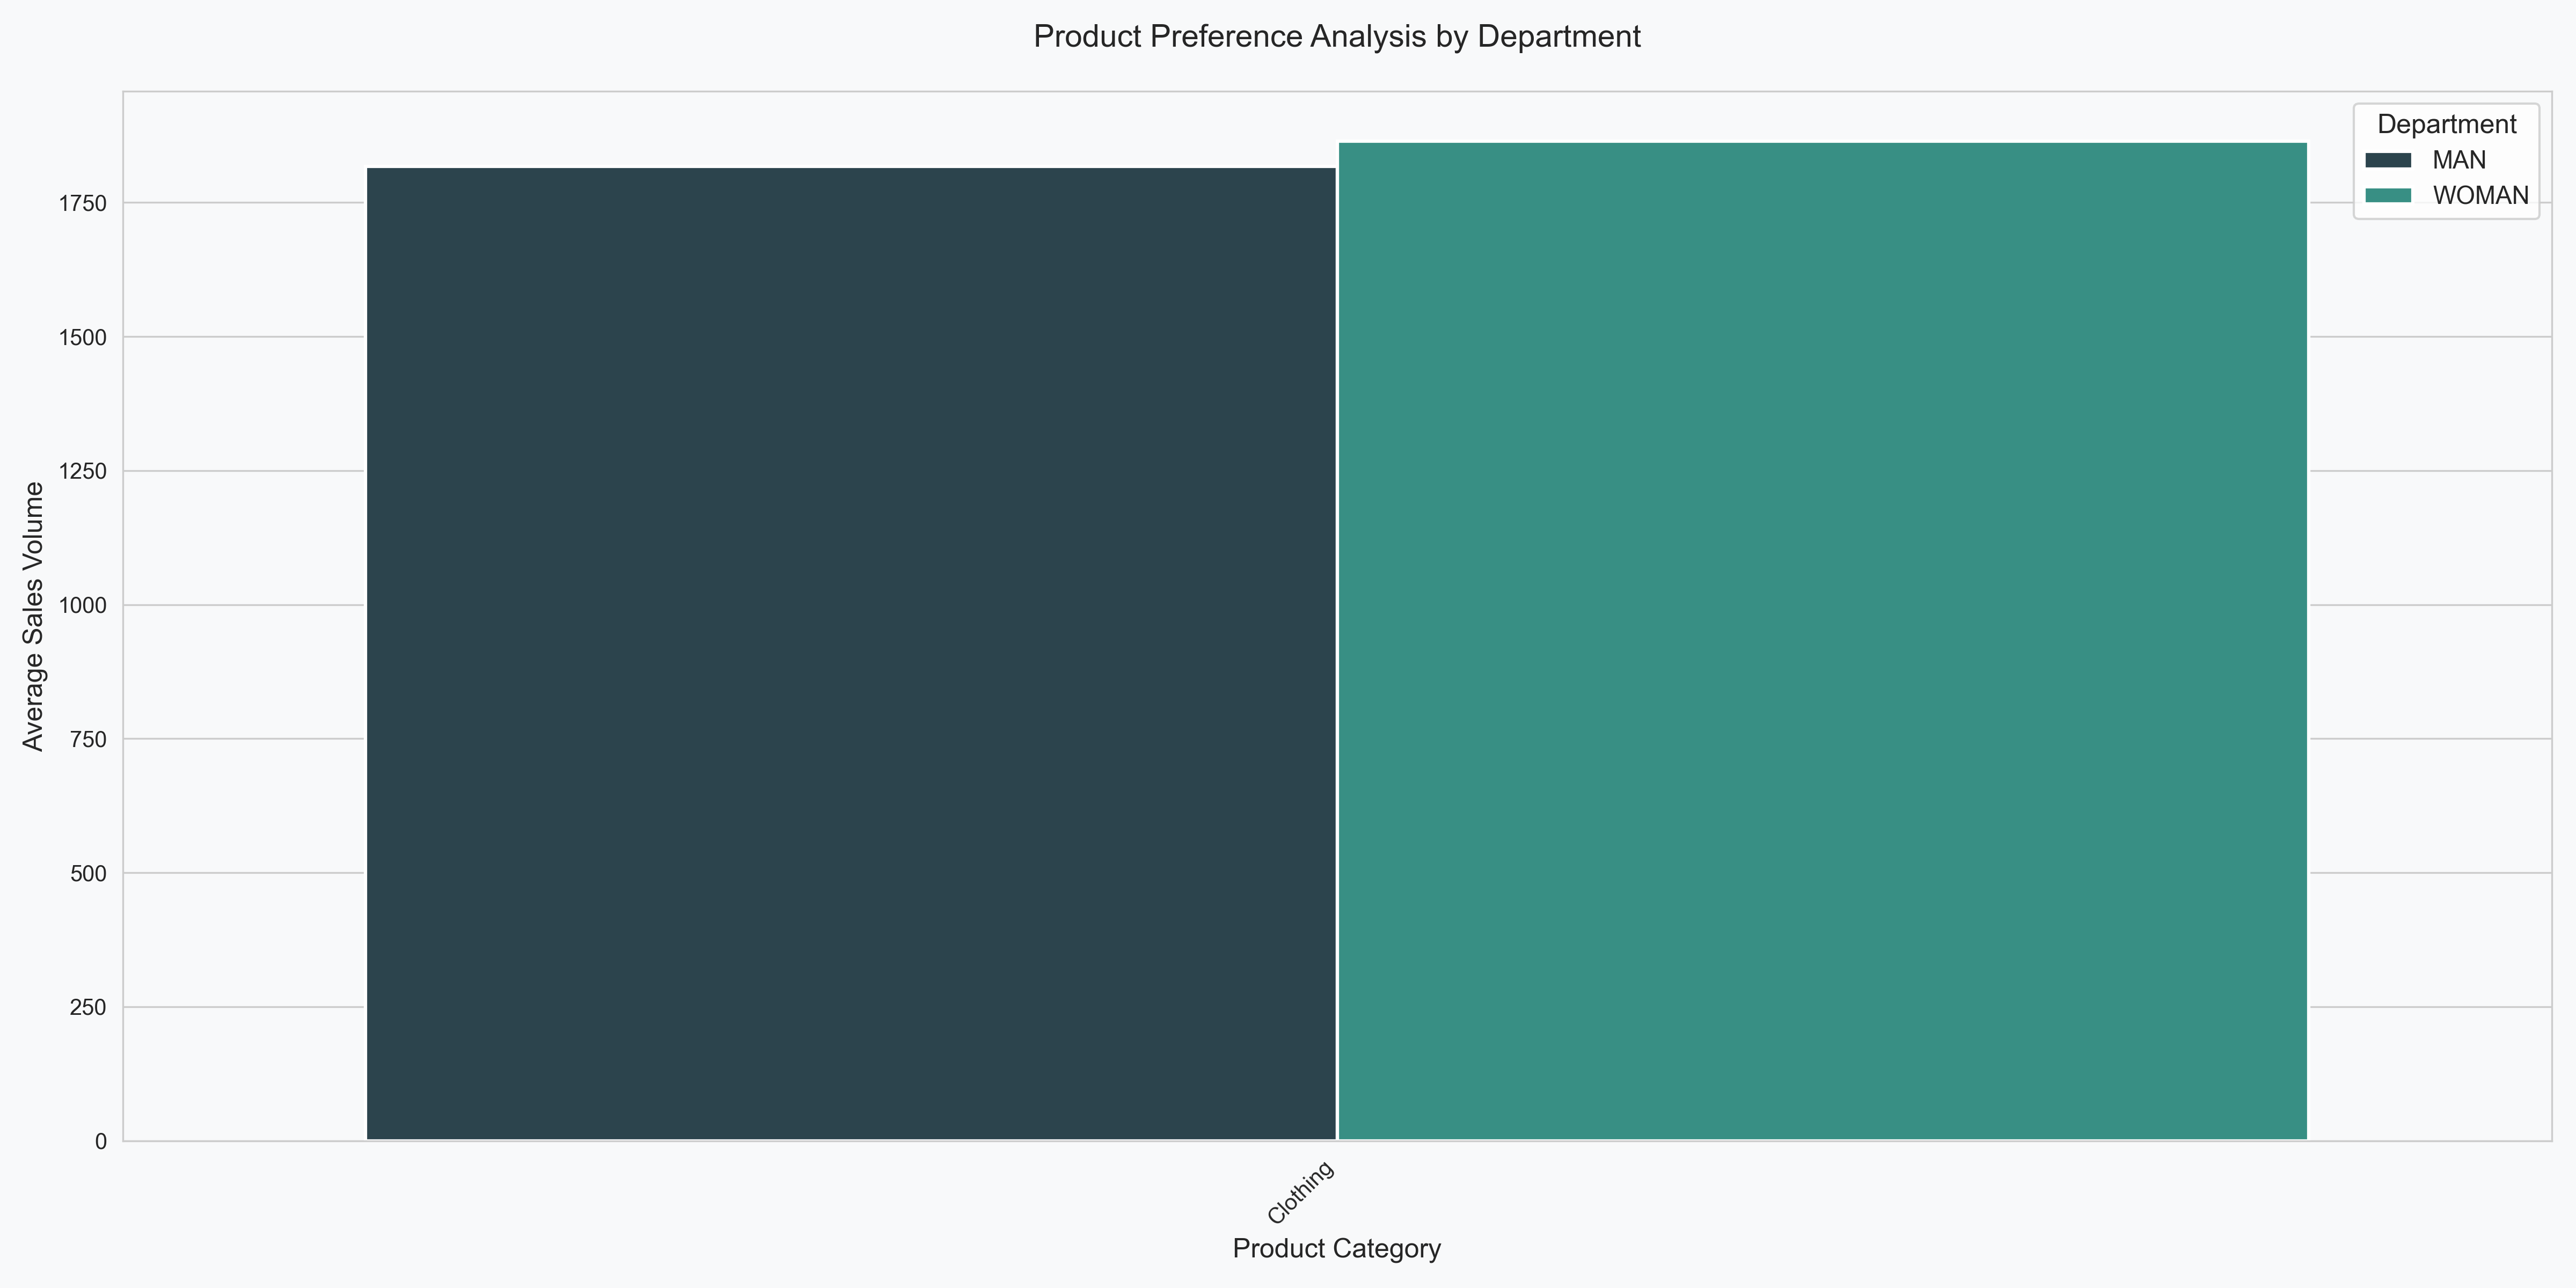 Product Preference Analysis by Department
Department
MAN
WOMAN
1750
1500
1250
1000
750
500
250
0
Average Sales Volume
Clothing
Product Category